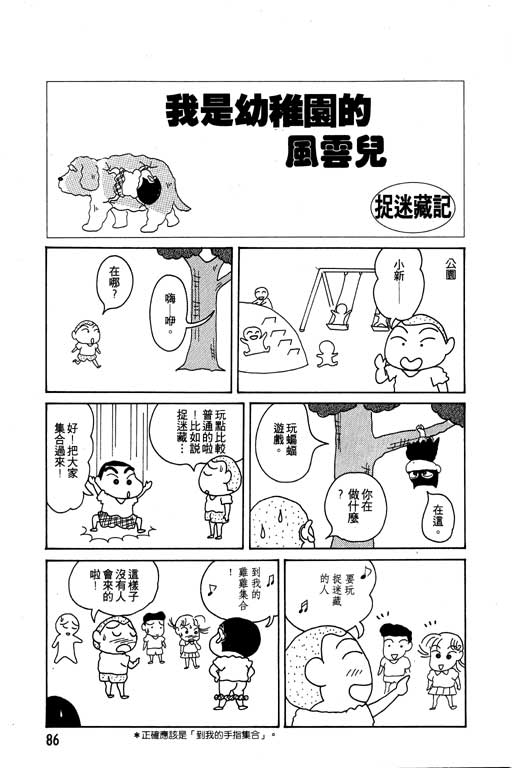 我是幼稚園的
風雲兒
捉迷藏記
公園
小新──
嗨─咿。
在哪?
在這。
玩蝙蝠
遊戲。
你在
做什麼
?
玩點比較
普通的啦
!比如說
捉迷藏…
好!把大家
集合過來!
♪
要玩
捉迷藏
的人
♪
♪
到我的
雞雞集合
!
♪
這樣子
沒有人
會來的
啦!
86
*正確應該是「到我的手指集合」。